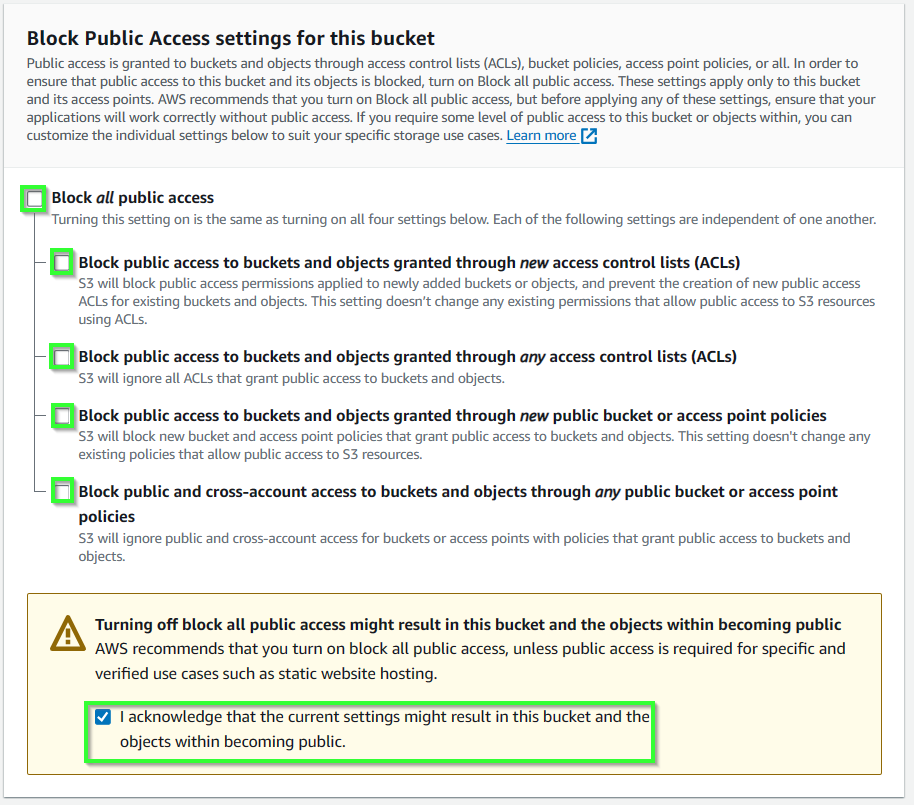 Block Public Access settings for this bucket
Public access is granted to buckets and objects through access control lists (ACLs), bucket policies, access point policies, or all. In order to
ensure that public access to this bucket and its objects is blocked, turn on Block all public access. These settings apply only to this bucket
and its access points. AWS recommends that you turn on Block all public access, but before applying any of these settings, ensure that your
applications will work correctly without public access. If you require some level of public access to this bucket or objects within, you can
customize the individual settings below to suit your specific storage use cases. Learn more
Block all public access
Turning this setting on is the same as turning on all four settings below. Each of the following settings are independent of one another.
Block public access to buckets and objects granted through new access control lists (ACLs)
S3 will block public access permissions applied to newly added buckets or objects, and prevent the creation of new public access
ACLs for existing buckets and objects. This setting doesn't change any existing permissions that allow public access to S3 resources
using ACLs.
Block public access to buckets and objects granted through any access control lists (ACLs)
S3 will ignore all ACLs that grant public access to buckets and objects.
Block public access to buckets and objects granted through new public bucket or access point policies
S3 will block new bucket and access point policies that grant public access to buckets and objects. This setting doesn't change any
existing policies that allow public access to S3 resources.
Block public and cross-account access to buckets and objects through any public bucket or access point
policies
S3 will ignore public and cross-account access for buckets or access points with policies that grant public access to buckets and
objects.
Turning off block all public access might result in this bucket and the objects within becoming public
AWS recommends that you turn on block all public access, unless public access is required for specific and
verified use cases such as static website hosting.
I acknowledge that the current settings might result in this bucket and the
objects within becoming public.